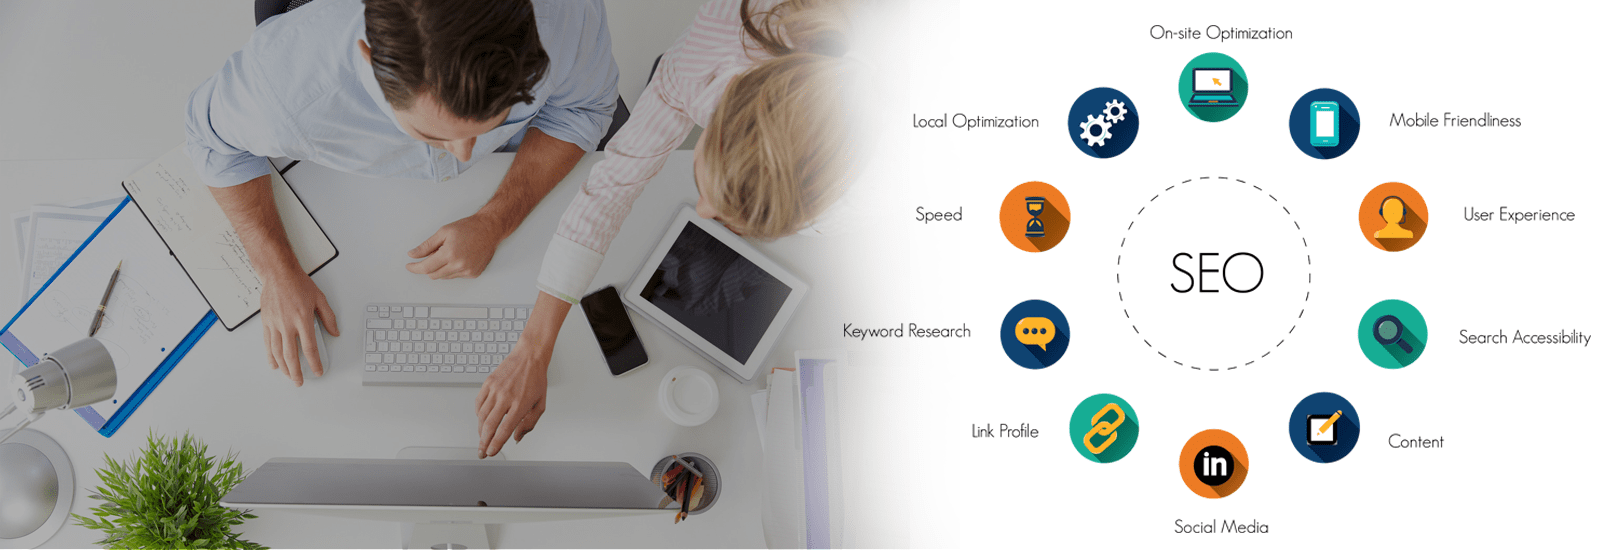 On-site Optimization
Local Optimization
Mobile Friendliness
Speed
User Experience
SEO
Keyword Research
Search Accessibility
Link Profile
Content
in
Social Media